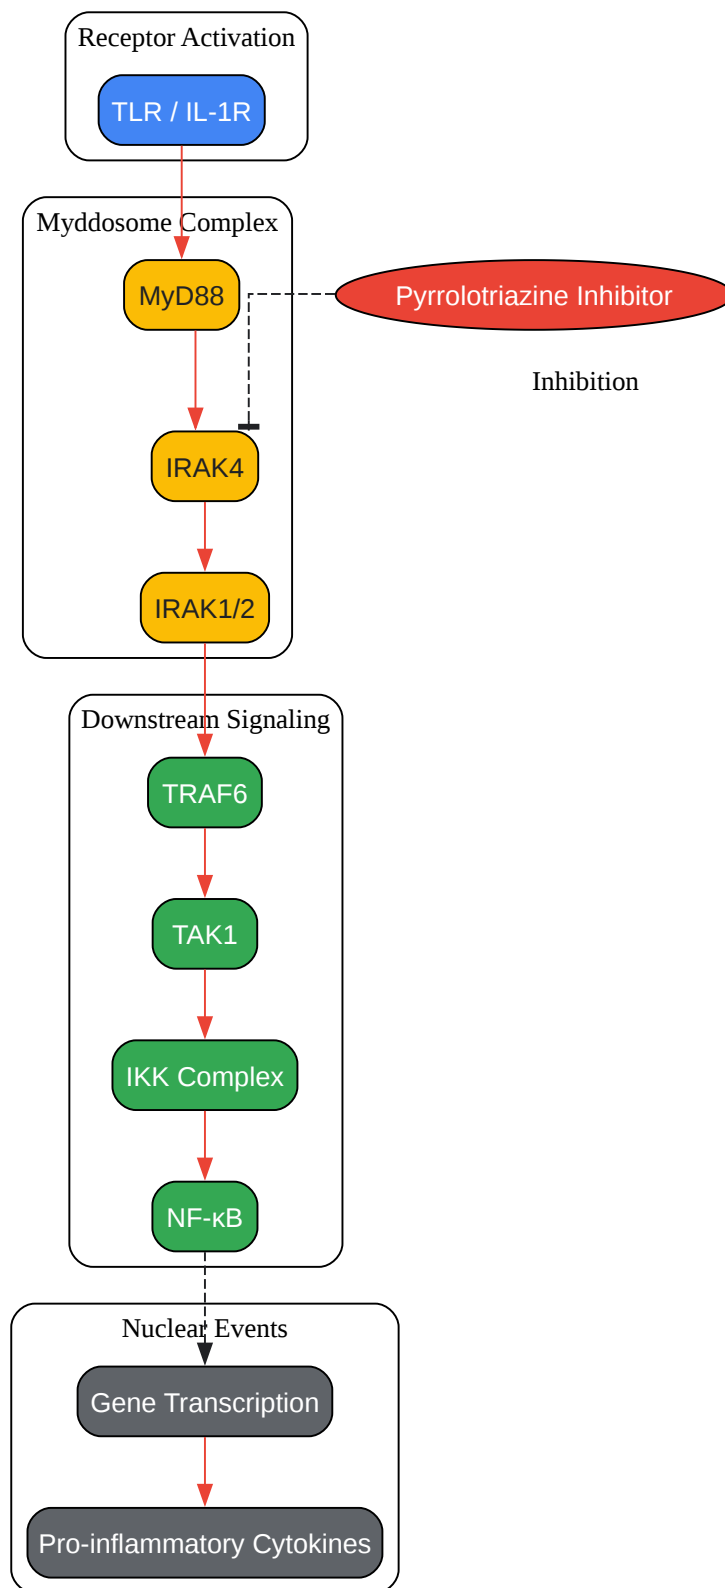 Receptor Activation
TLR / IL-1R
Myddosome Complex
MyD88
Pyrrolotriazine Inhibitor
Inhibition
IRAK4
IRAK1/2
Downstream Signaling
TRAF6
TAK1
IKK Complex
NF-κB
Nuclear Events
Gene Transcription
Pro-inflammatory Cytokines